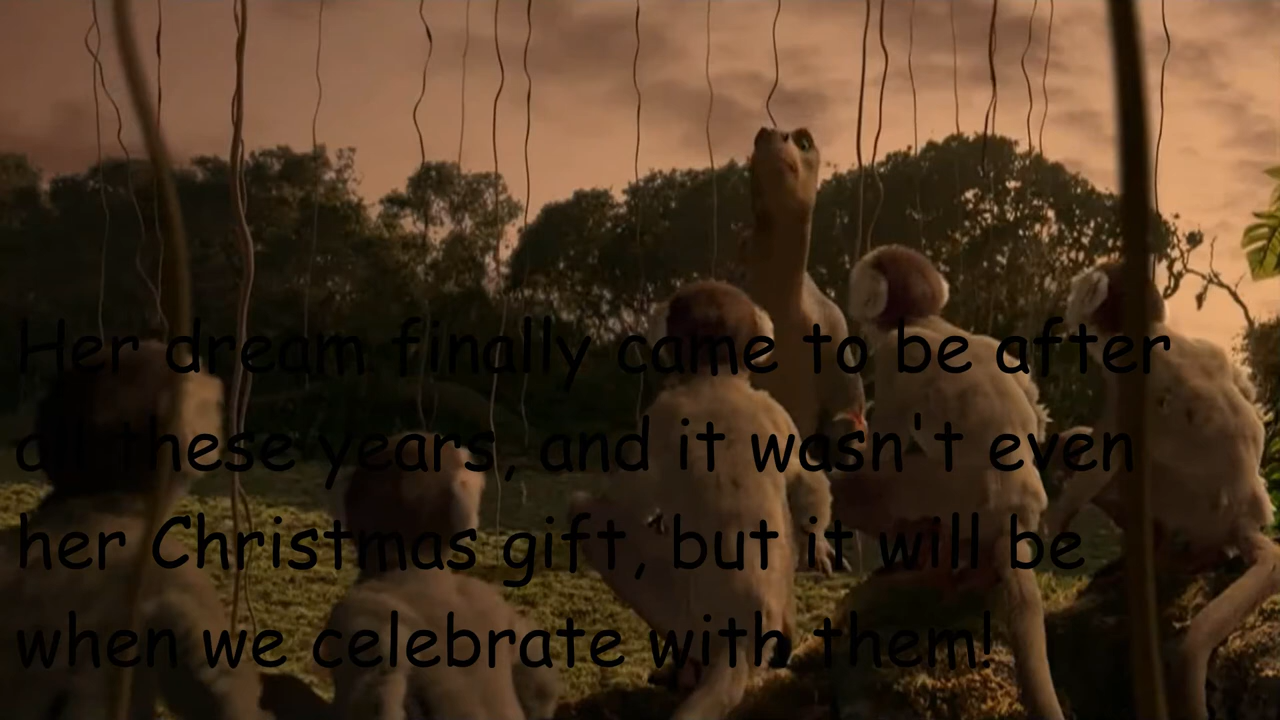 Her dream finally came to be after
all these years, and it wasn't even
her Christmas gift, but it will be
when we celebrate with them!